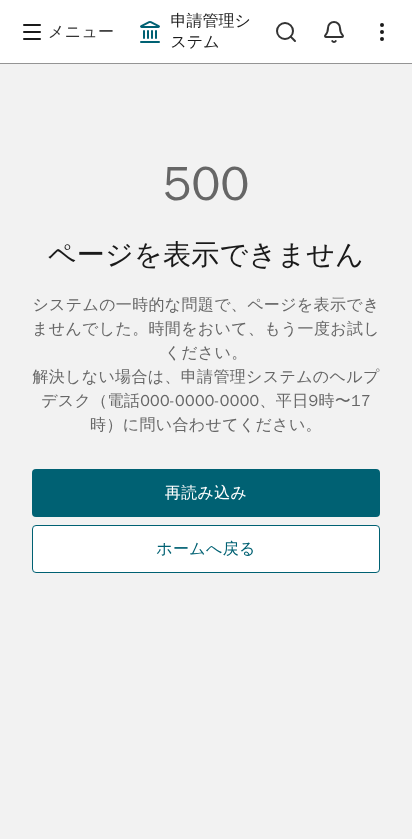 メニュー
申請管理シ
ステム
500
ページを表示できません
システムの一時的な問題で、ページを表示でき
ませんでした。時間をおいて、もう一度お試し
ください。
解決しない場合は、申請管理システムのヘルプ
デスク（電話000-0000-0000、平日9時〜17
時）に問い合わせてください。
再読み込み
ホームへ戻る